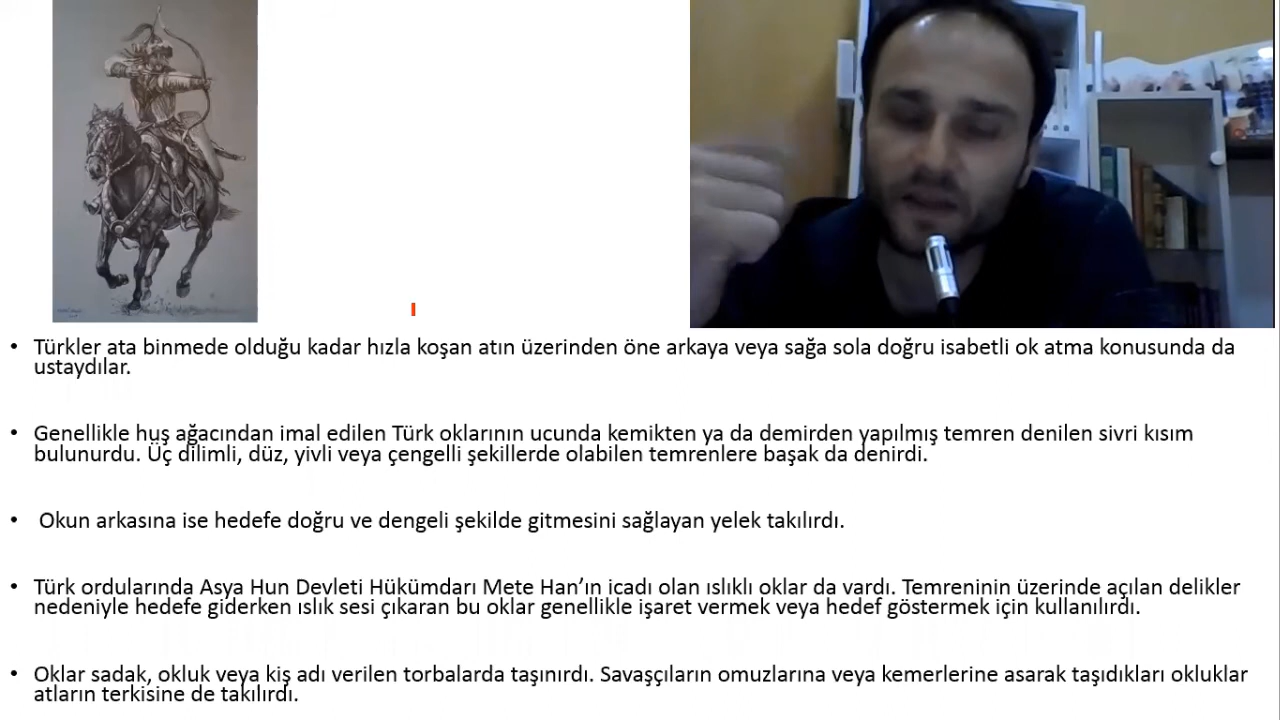 • Türkler ata binmede olduğu kadar hızla koşan atın üzerinden öne arkaya veya sağa sola doğru isabetli ok atma konusunda da
ustaydılar.
• Genellikle huş ağacından imal edilen Türk oklarının ucunda kemikten ya da demirden yapılmış temren denilen sivri kısım
bulunurdu. Üç dilimli, düz, yivli veya çengelli şekillerde olabilen temrenlere başak da denirdi.
• Okun arkasına ise hedefe doğru ve dengeli şekilde gitmesini sağlayan yelek takılırdı.
• Türk ordularında Asya Hun Devleti Hükümdarı Mete Han’ın icadı olan ıslıklı oklar da vardı. Temreninin üzerinde açılan delikler
nedeniyle hedefe giderken ıslık sesi çıkaran bu oklar genellikle işaret vermek veya hedef göstermek için kullanılırdı.
• Oklar sadak, okluk veya kiş adı verilen torbalarda taşınırdı. Savaşçıların omuzlarına veya kemerlerine asarak taşıdıkları okluklar
atların terkisine de takılırdı.